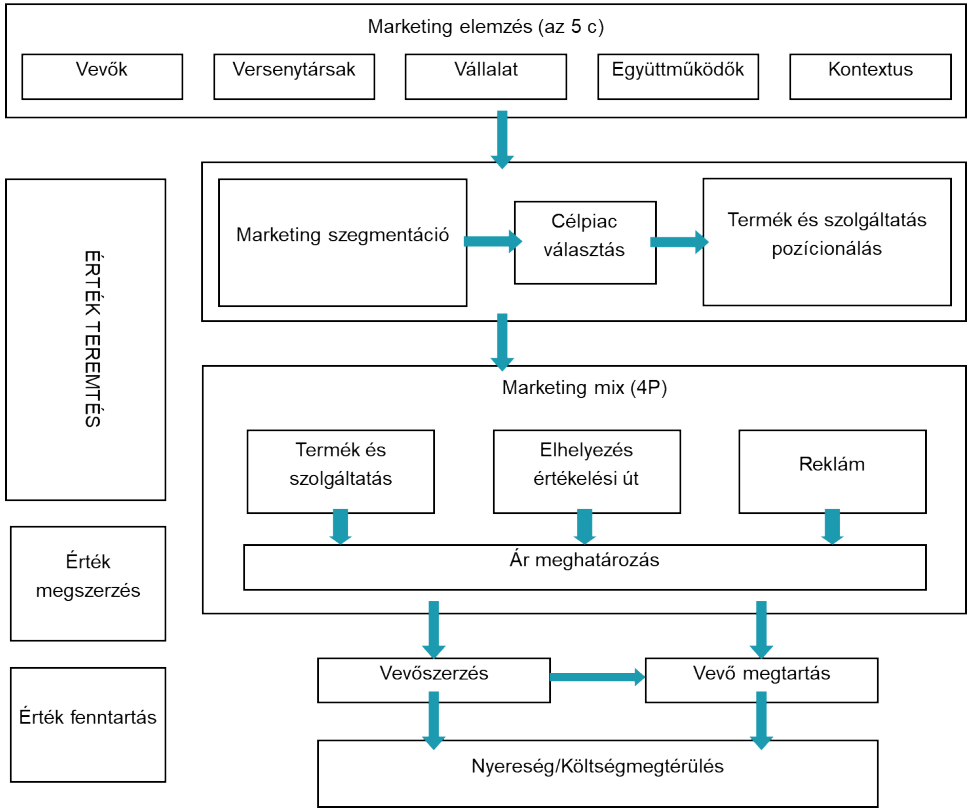 Marketing elemzés (az 5 c)
Vevők
Versenytársak
Vállalat
Együttműködők
Kontextus
ÉRTÉK TEREMTÉS
Marketing szegmentáció
Célpiac
választás
Termék és szolgáltatás
pozícionálás
Marketing mix (4P)
Termék és
szolgáltatás
Elhelyezés
értékelési út
Reklám
Ár meghatározás
Érték
megszerzés
Vevőszerzés
Vevő megtartás
Érték fenntartás
Nyereség/Költségmegtérülés